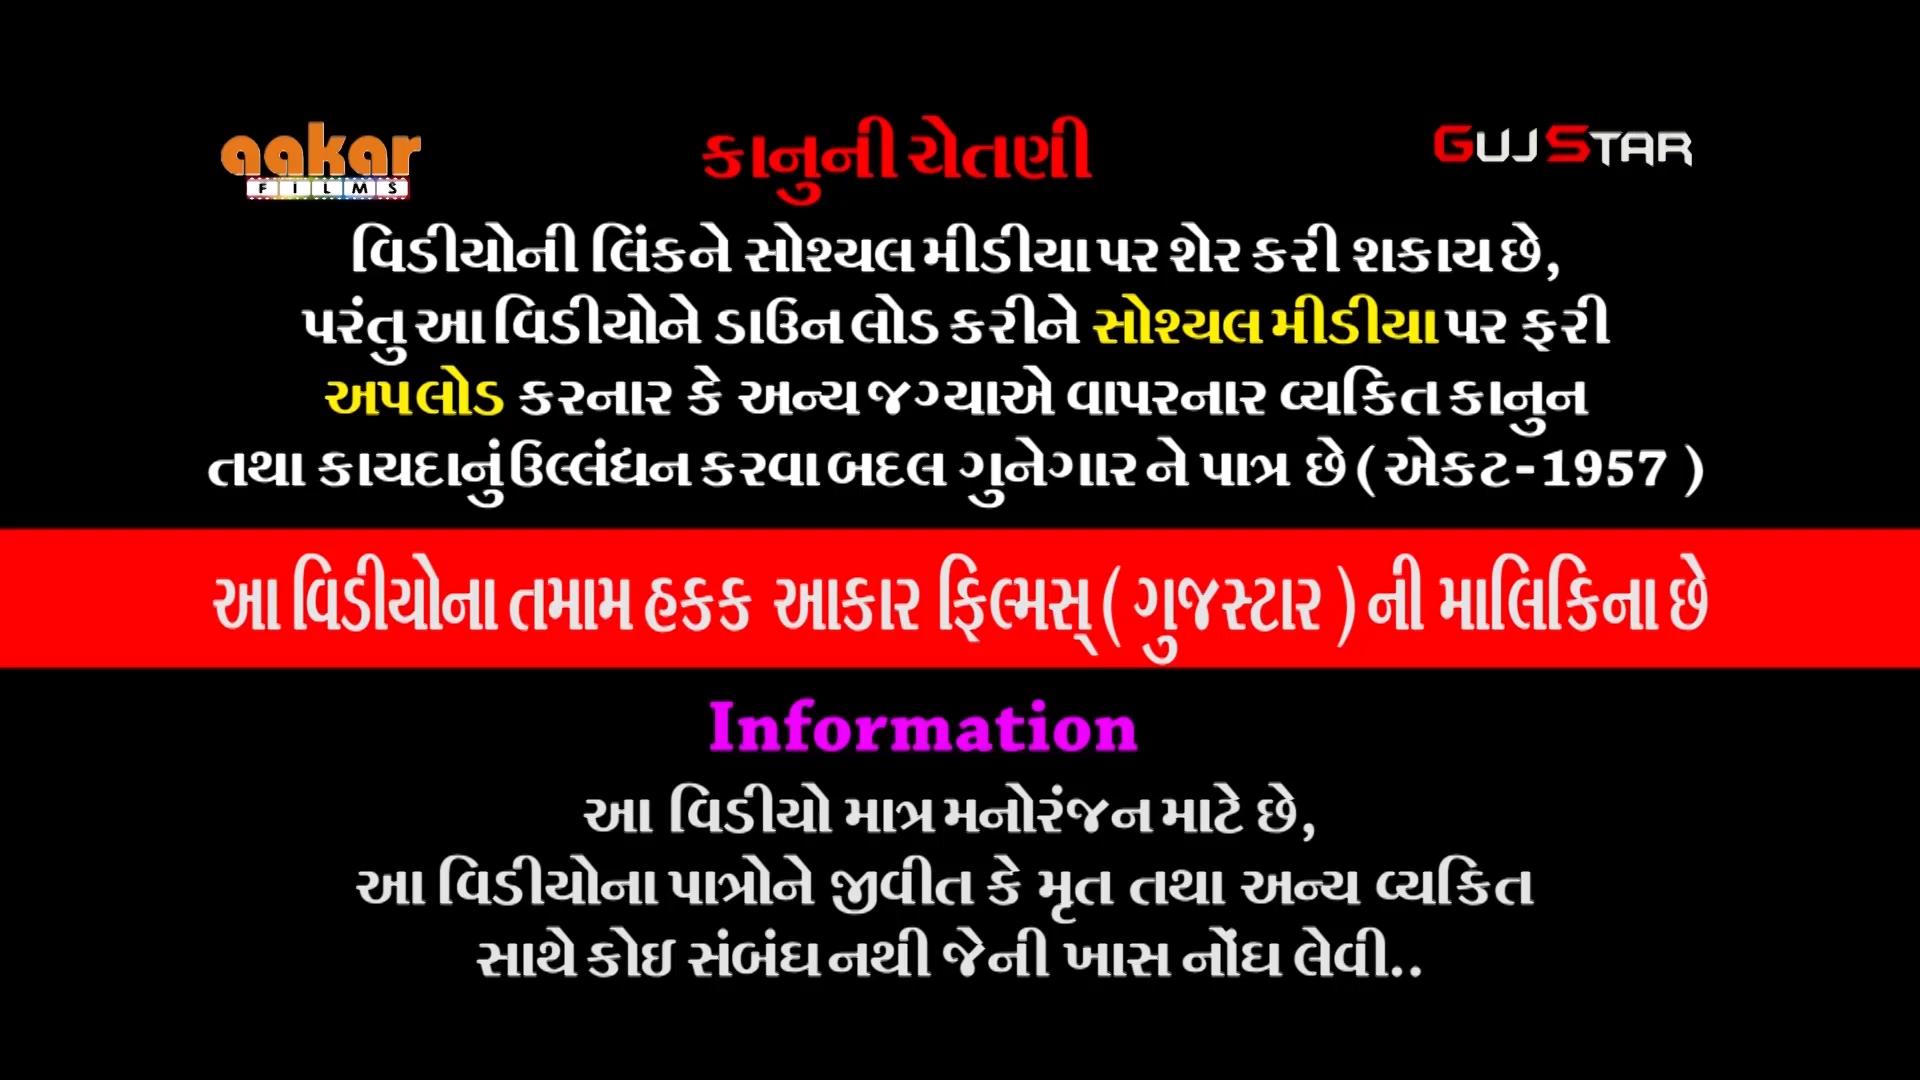 aakar
FILMS
કાનુની ચેતણી
GUJSTAR
વિડીયોની લિંકને સોશ્યલ મીડીયા પર શેર કરી શકાય છે,
પરંતુ આ વિડીયોને ડાઉનલોડ કરીને સોશ્યલ મીડીયા પર ફરી
અપલોડ કરનાર કે અન્ય જગ્યાએ વાપરનાર વ્યકિત કાનુન
તથા કાયદાનું ઉલ્લંઘન કરવા બદલ ગુનેગાર ને પાત્ર છે ( એકટ-1957 )
આ વિડીયોના તમામ હકક આકાર ફિલ્મસ્ ( ગુજસ્ટાર ) ની માલિકિના છે
Information
આ વિડીયો માત્ર મનોરંજન માટે છે,
આ વિડીયોના પાત્રોને જીવીત કે મૃત તથા અન્ય વ્યકિત
સાથે કોઇ સંબંઘ નથી જેની ખાસ નોંઘ લેવી..